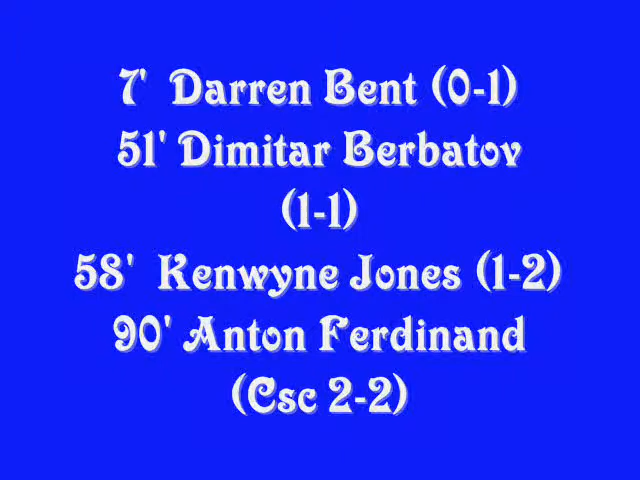 7' Darren Bent (0-1)
51' Dimitar Berbatov
(1-1)
58' Kenwyne Jones (1-2)
90' Anton Ferdinand
(Csc 2-2)